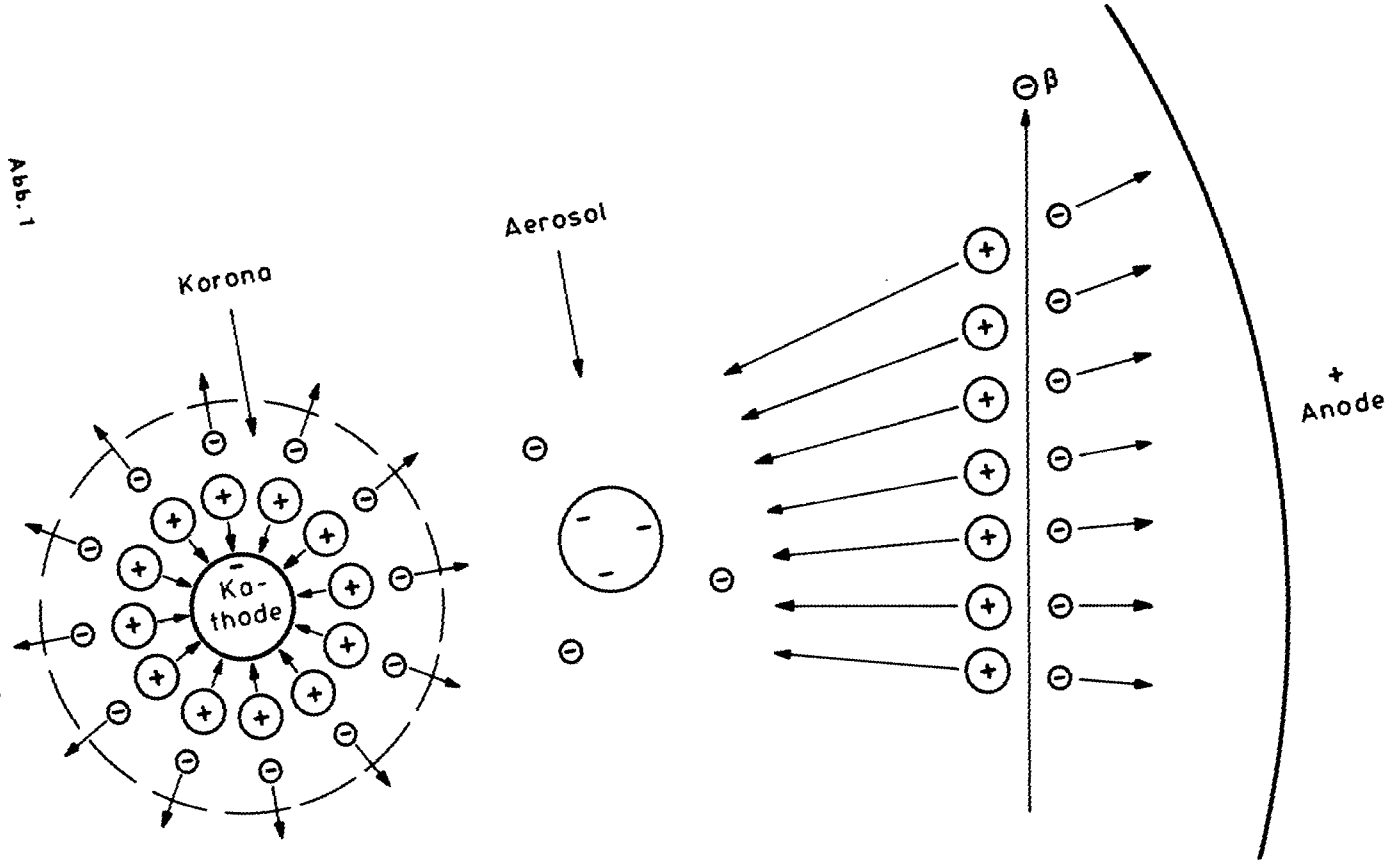 Abb. 1
Korona
Aerosol
β
+
Anode
-
Ka-
thode